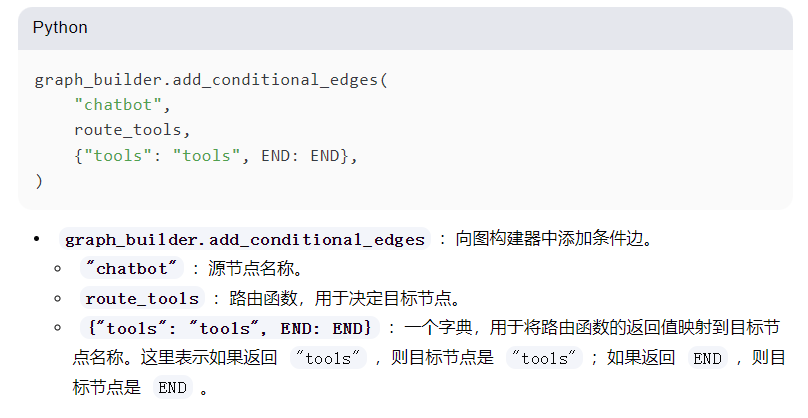 Python
graph_builder.add_conditional_edges(
    "chatbot",
    route_tools,
    {"tools": "tools", END: END},
)
• graph_builder.add_conditional_edges ：向图构建器中添加条件边。
◦ "chatbot" ：源节点名称。
◦ route_tools ：路由函数，用于决定目标节点。
◦ {"tools": "tools", END: END} ：一个字典，用于将路由函数的返回值映射到目标节
点名称。这里表示如果返回 "tools" ，则目标节点是 "tools" ；如果返回 END ，则目
标节点是 END 。